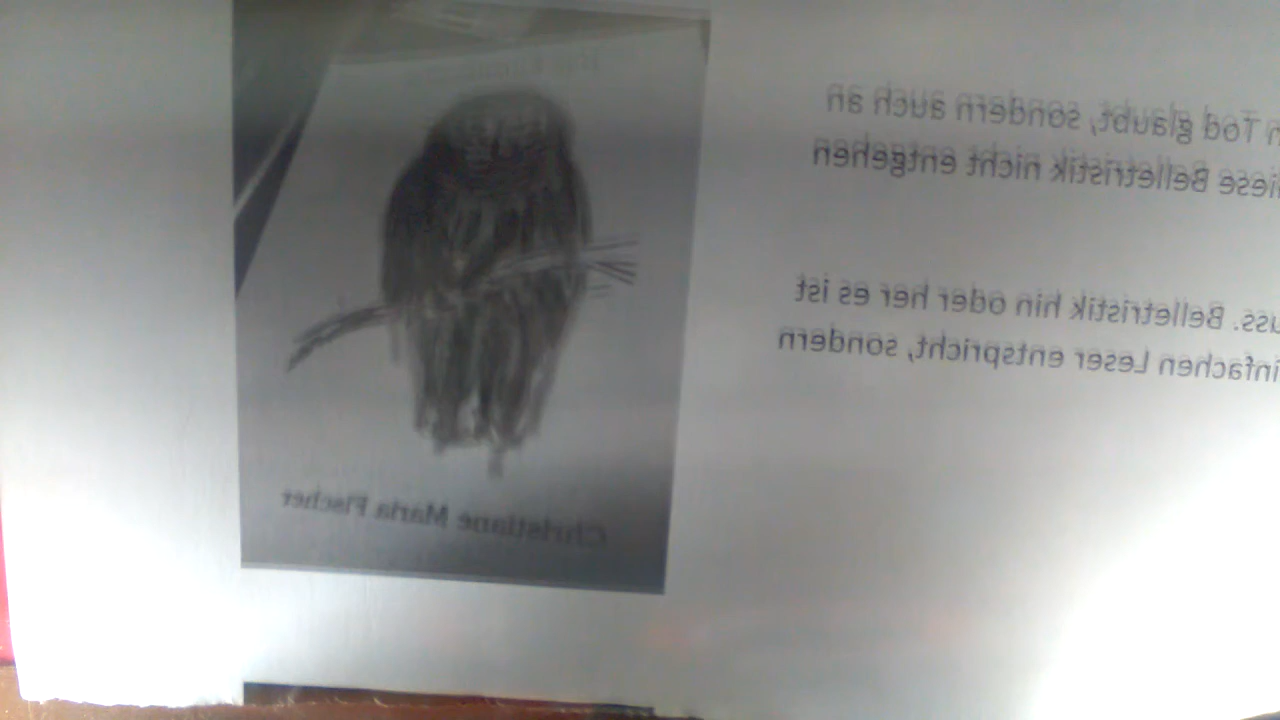 n Tod glaubt, sondern auch an
iese Belletristik nicht entgehen
uss. Belletristik hin oder her es ist
infachen Leser entspricht, sondern
Christiane Maria Fischer